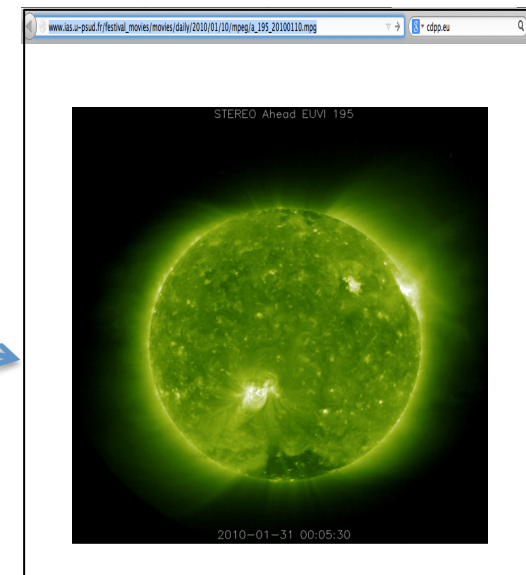 www.ias.u-psud.fr/festival_movies/movies/daily/2010/01/10/mpeg/a_195_20100110.mpg
cdpp.eu
STEREO Ahead EUVI 195
2010-01-31 00:05:30